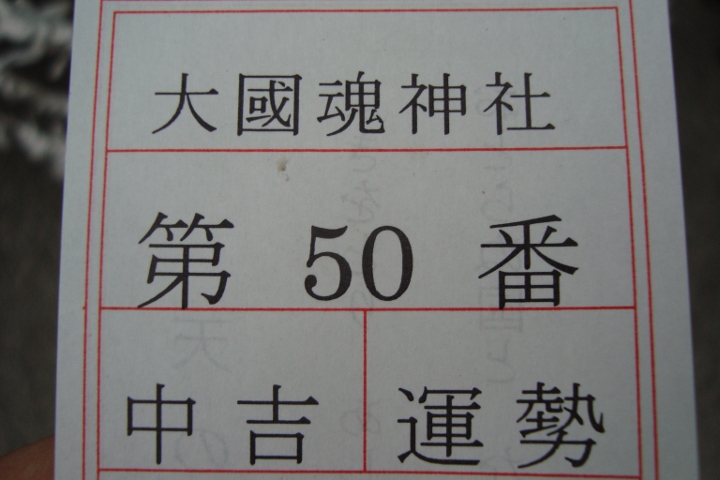 大國魂神社
第 50 番
中吉 運勢